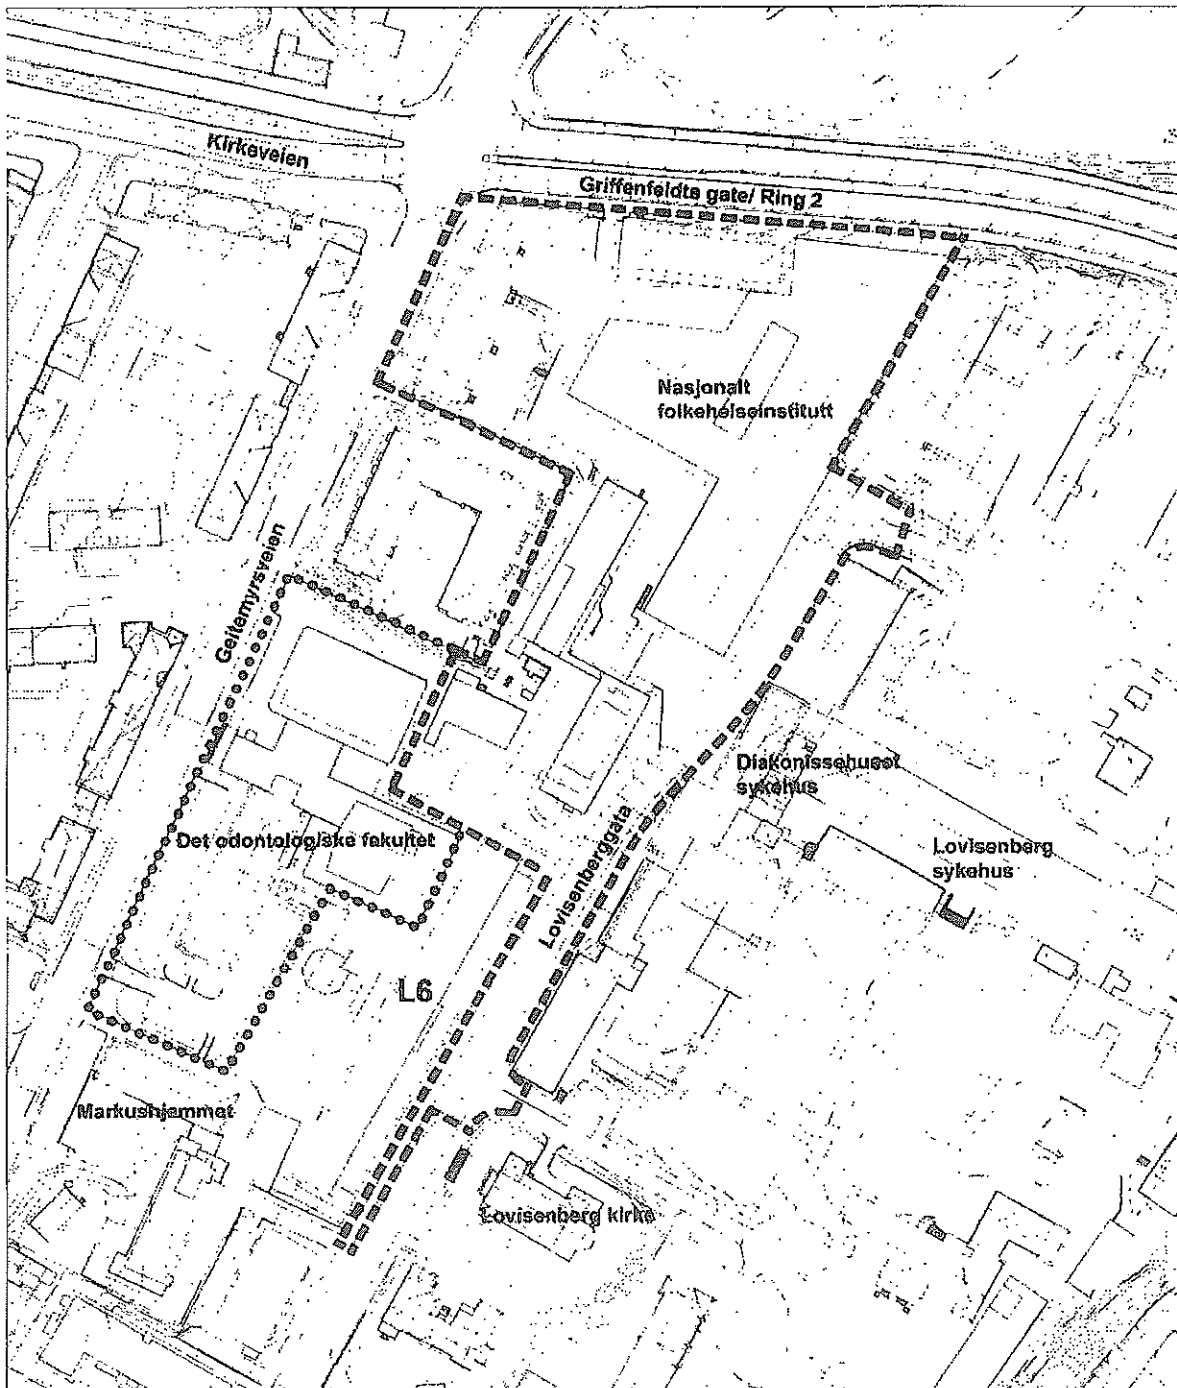 Kirkeveien
Griffenfeldts gate/ Ring 2
Nasjonalt
folkehelseinstitutt
Geitemyrsveien
Diakonissehuset
sykehus
Det odontologiske fakultet
Lovisenberggata
Lovisenberg
sykehus
L6
Markushjemmet
Lovisenberg kirke